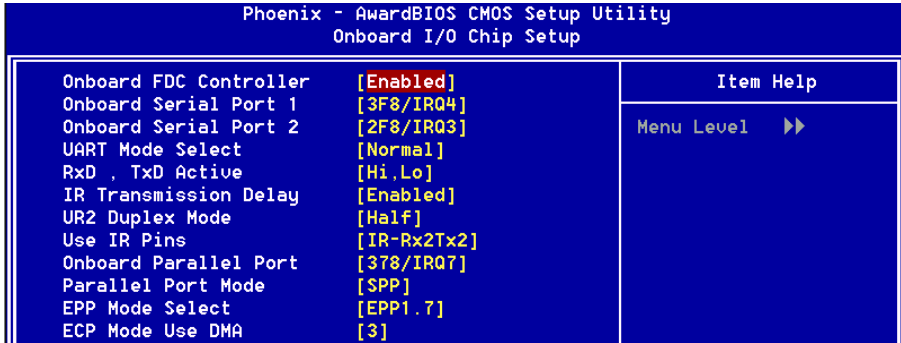 Phoenix - AwardBIOS CMOS Setup Utility
Onboard I/O Chip Setup
Onboard FDC Controller [Enabled]
Onboard Serial Port 1 [3F8/IRQ4]
Onboard Serial Port 2 [2F8/IRQ3]
UART Mode Select [Normal]
RxD , TxD Active [Hi,Lo]
IR Transmission Delay [Enabled]
UR2 Duplex Mode [Half]
Use IR Pins [IR-Rx2Tx2]
Onboard Parallel Port [378/IRQ7]
Parallel Port Mode [SPP]
EPP Mode Select [EPP1.7]
ECP Mode Use DMA [3]
Item Help
Menu Level